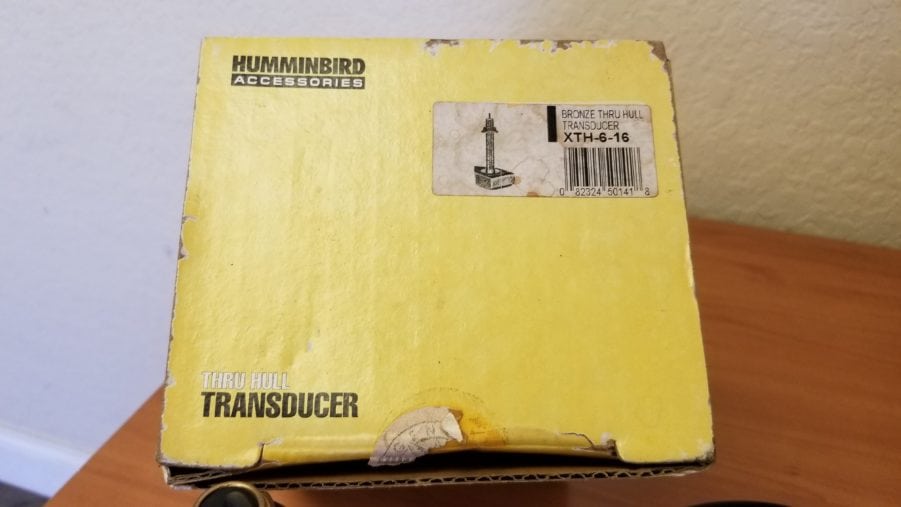 HUMMINBIRD
ACCESSORIES
BRONZE THRU HULL
TRANSDUCER
XTH-6-16
0 82324 50141 8
THRU HULL
TRANSDUCER